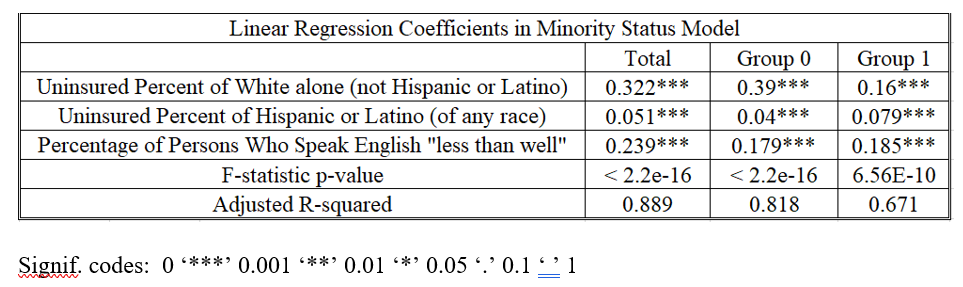 Linear Regression Coefficients in Minority Status Model
Total Group 0 Group 1
Uninsured Percent of White alone (not Hispanic or Latino) 0.322*** 0.39*** 0.16***
Uninsured Percent of Hispanic or Latino (of any race) 0.051*** 0.04*** 0.079***
Percentage of Persons Who Speak English "less than well" 0.239*** 0.179*** 0.185***
F-statistic p-value < 2.2e-16 < 2.2e-16 6.56E-10
Adjusted R-squared 0.889 0.818 0.671
Signif. codes: 0 ‘***’ 0.001 ‘**’ 0.01 ‘*’ 0.05 ‘.’ 0.1 ‘ ’ 1